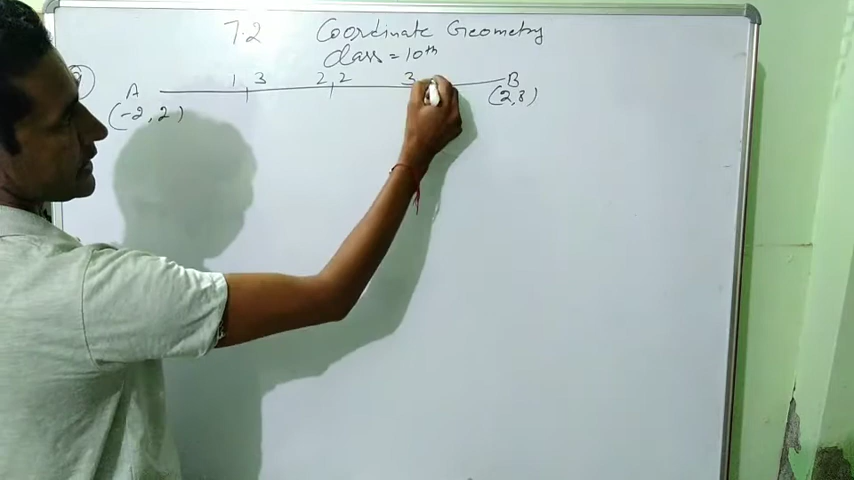 7.2 Coordinate Geometry
Class = 10th
1 3 2 2 3
A B
(-2, 2) (2,8)